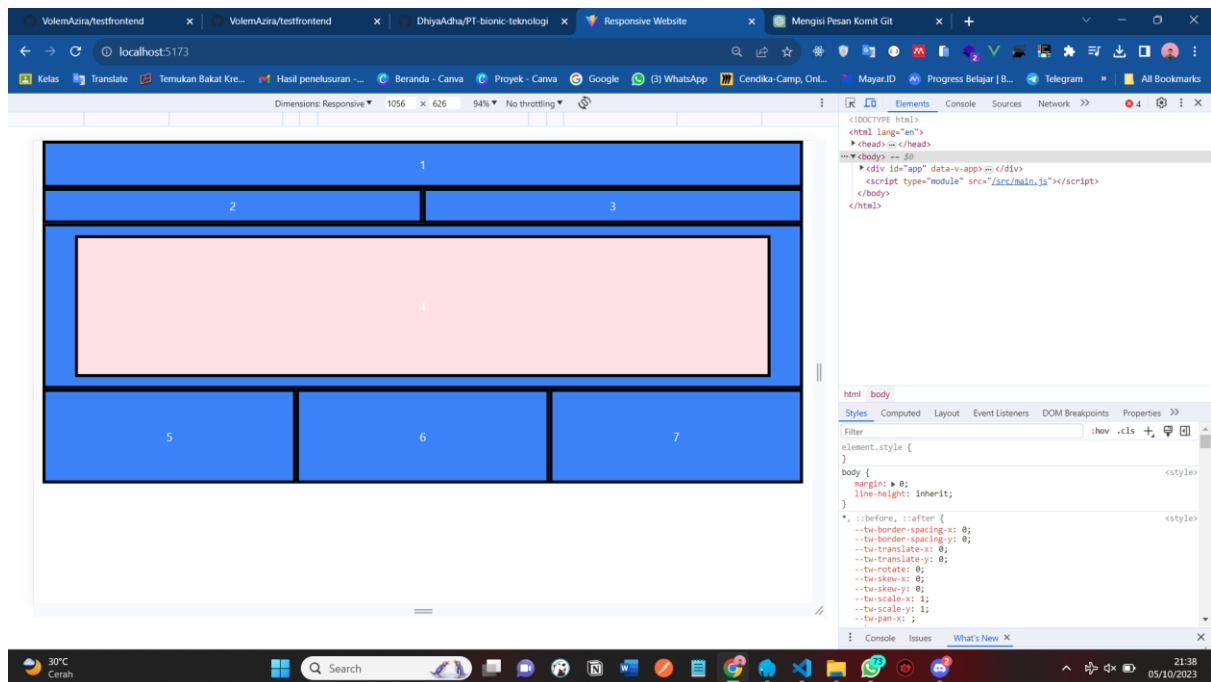 VolemAzira/testfrontend
VolemAzira/testfrontend
DhiyaAdha/PT-bionic-teknologi
Responsive Website
Mengisi Pesan Komit Git
localhost:5173
Kelas
Translate
Temukan Bakat Kre...
Hasil penelusuran -...
Beranda - Canva
Proyek - Canva
Google
(3) WhatsApp
Cendika-Camp, Onl...
Mayar.ID
Progress Belajar | B...
Telegram
»
All Bookmarks
Dimensions: Responsive
1056 × 626
94%
No throttling
Elements
Console
Sources
Network
4
1
2
3
4
5
6
7
<!DOCTYPE html>
<html lang="en">
<head> … </head>
… <body> == $0
<div id="app" data-v-app> … </div>
<script type="module" src="/src/main.js"></script>
</body>
</html>
html body
Styles
Computed
Layout
Event Listeners
DOM Breakpoints
Properties
Filter
:hov .cls
element.style {
}
body { <style>
margin: 0;
line-height: inherit;
}
*, ::before, ::after { <style>
--tw-border-spacing-x: 0;
--tw-border-spacing-y: 0;
--tw-translate-x: 0;
--tw-translate-y: 0;
--tw-rotate: 0;
--tw-skew-x: 0;
--tw-skew-y: 0;
--tw-scale-x: 1;
--tw-scale-y: 1;
--tw-pan-x: ;
Console
Issues
What's New
30°C
Cerah
Search
73
2
21:38
05/10/2023